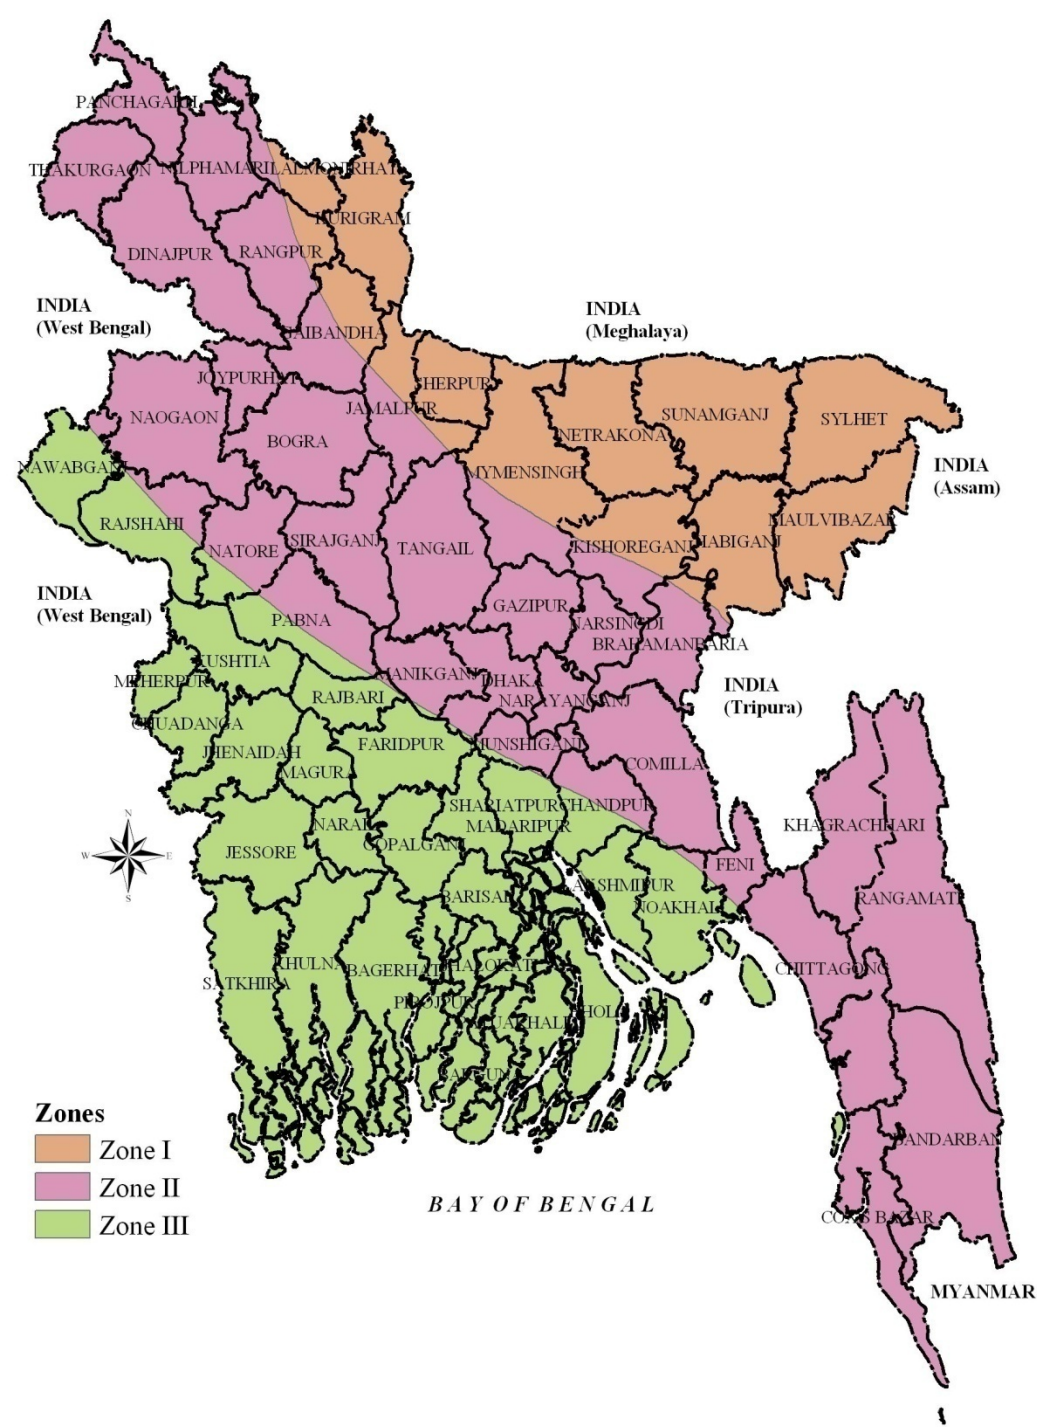 PANCHAGARH
THAKURGAON
NILPHAMARI
LALMONIRHAT
KURIGRAM
DINAJPUR
RANGPUR
INDIA
(West Bengal)
INDIA
(Meghalaya)
GAIBANDHA
JOYPURHAT
SHERPUR
NAOGAON
JAMALPUR
SUNAMGANJ
SYLHET
BOGRA
NETRAKONA
NAWABGANJ
MYMENSINGH
INDIA
(Assam)
RAJSHAHI
MAULVIBAZAR
NATORE
SIRAJGANJ
TANGAIL
KISHOREGANJ
HABIGANJ
INDIA
(West Bengal)
GAZIPUR
PABNA
NARSINGDI
BRAHAMANBARIA
KUSHTIA
MEHERPUR
MANIKGANJ
DHAKA
RAJBARI
NARAYANGANJ
INDIA
(Tripura)
CHUADANGA
JHENAIDAH
FARIDPUR
MUNSHIGANJ
MAGURA
COMILLA
SHARIATPUR
CHANDPUR
NARAIL
MADARIPUR
KHAGRACHHARI
N
W
E
S
JESSORE
GOPALGANJ
FENI
LAKSHMIPUR
BARISAL
NOAKHALI
RANGAMATI
KHULNA
BAGERHAT
JHALOKATI
CHITTAGONG
SATKHIRA
PIROJPUR
PATUAKHALI
BHOLA
BARGUNA
Zones
Zone I
Zone II
Zone III
BANDARBAN
BAY OF BENGAL
COX'S BAZAR
MYANMAR